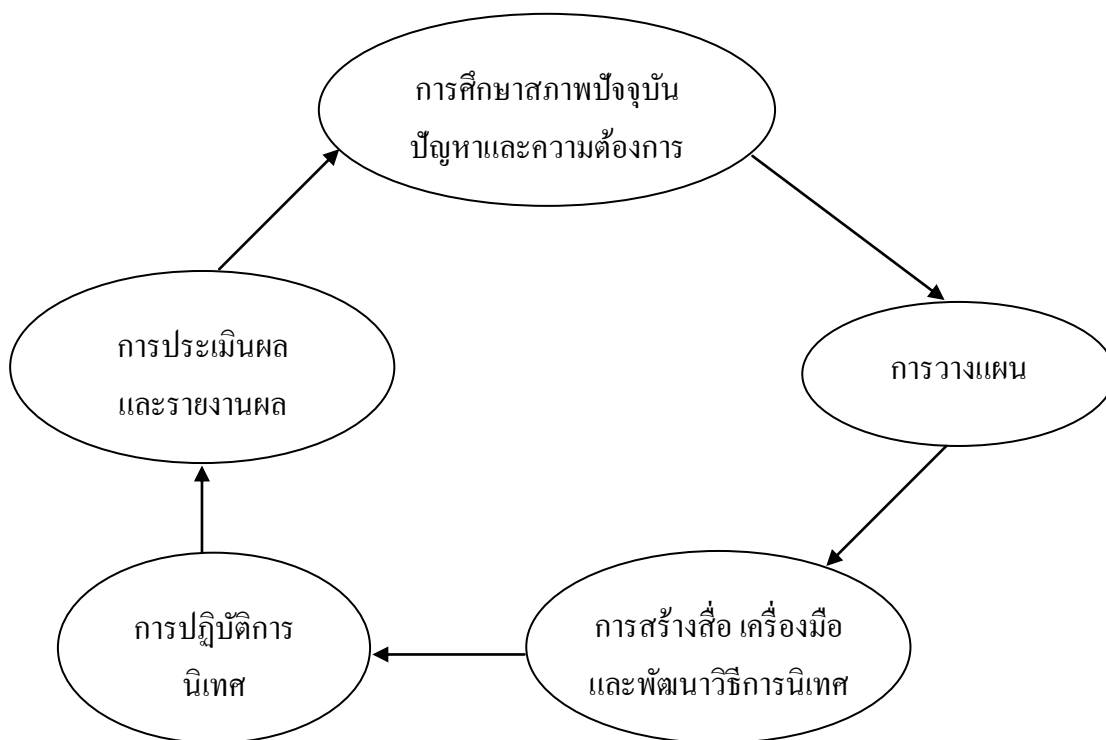 การศึกษาสภาพปัจจุบัน
ปัญหาและความต้องการ
การวางแผน
การสร้างสื่อ เครื่องมือ
และพัฒนาวิธีการนิเทศ
การปฏิบัติการ
นิเทศ
การประเมินผล
และรายงานผล